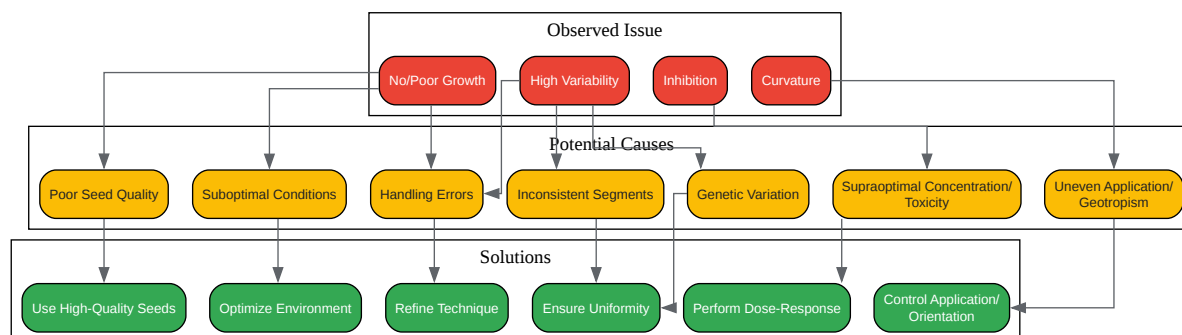 Observed Issue
No/Poor Growth
High Variability
Inhibition
Curvature
Potential Causes
Poor Seed Quality
Suboptimal Conditions
Handling Errors
Inconsistent Segments
Genetic Variation
Supraoptimal Concentration/
Toxicity
Uneven Application/
Geotropism
Solutions
Use High-Quality Seeds
Optimize Environment
Refine Technique
Ensure Uniformity
Perform Dose-Response
Control Application/
Orientation